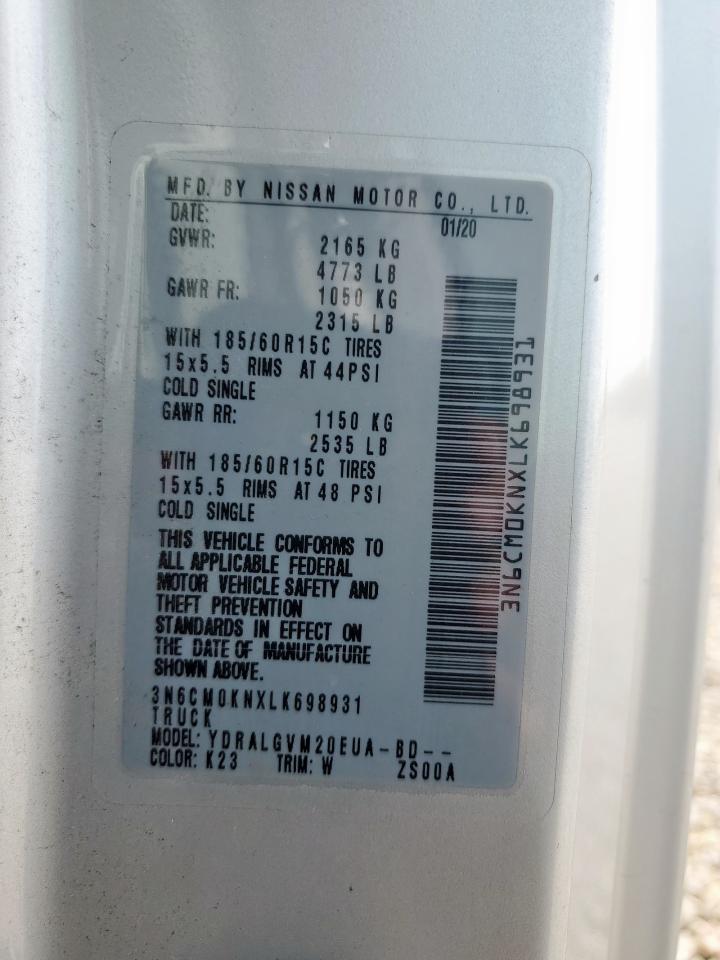 MFD. BY NISSAN MOTOR CO., LTD.
DATE: 01/20
GVWR: 2165 KG
4773 LB
GAWR FR: 1050 KG
2315 LB
WITH 185/60R15C TIRES
15x5.5 RIMS AT 44PSI
COLD SINGLE
GAWR RR: 1150 KG
2535 LB
WITH 185/60R15C TIRES
15x5.5 RIMS AT 48 PSI
COLD SINGLE
THIS VEHICLE CONFORMS TO
ALL APPLICABLE FEDERAL
MOTOR VEHICLE SAFETY AND
THEFT PREVENTION
STANDARDS IN EFFECT ON
THE DATE OF MANUFACTURE
SHOWN ABOVE.
3N6CM0KNXLK698931
TRUCK
MODEL: YDRALGVM20EUA-BD--
COLOR: K23 TRIM: W ZS00A
3N6CM0KNXLK698931